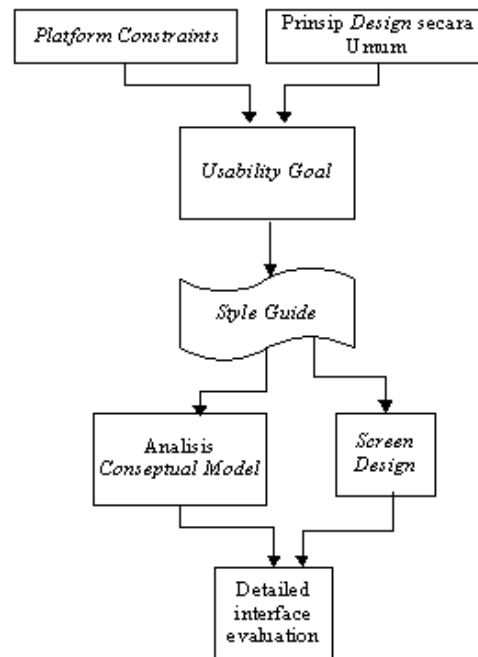 Platform Constraints
Prinsip Design secara
Umum
Usability Goal
Style Guide
Analisis
Conseptual Model
Screen
Design
Detailed
interface
evaluation